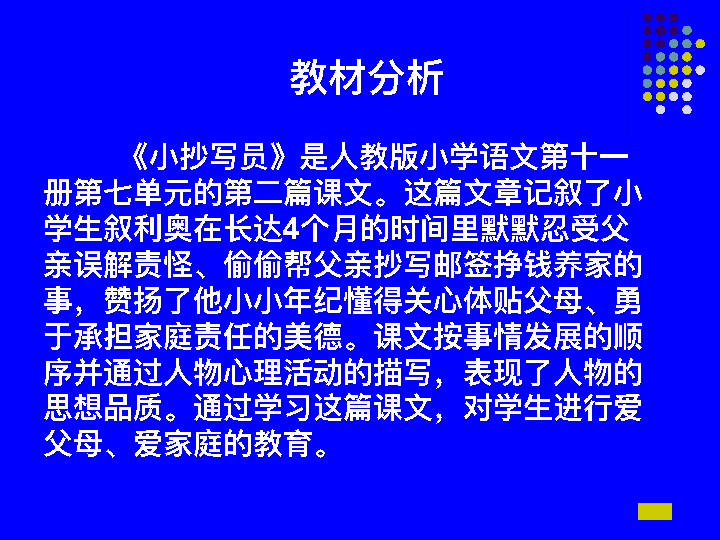 教材分析
《小抄写员》是人教版小学语文第十一
册第七单元的第二篇课文。这篇文章记叙了小
学生叙利奥在长达4个月的时间里默默忍受父
亲误解责怪、偷偷帮父亲抄写邮签挣钱养家的
事，赞扬了他小小年纪懂得关心体贴父母、勇
于承担家庭责任的美德。课文按事情发展的顺
序并通过人物心理活动的描写，表现了人物的
思想品质。通过学习这篇课文，对学生进行爱
父母、爱家庭的教育。